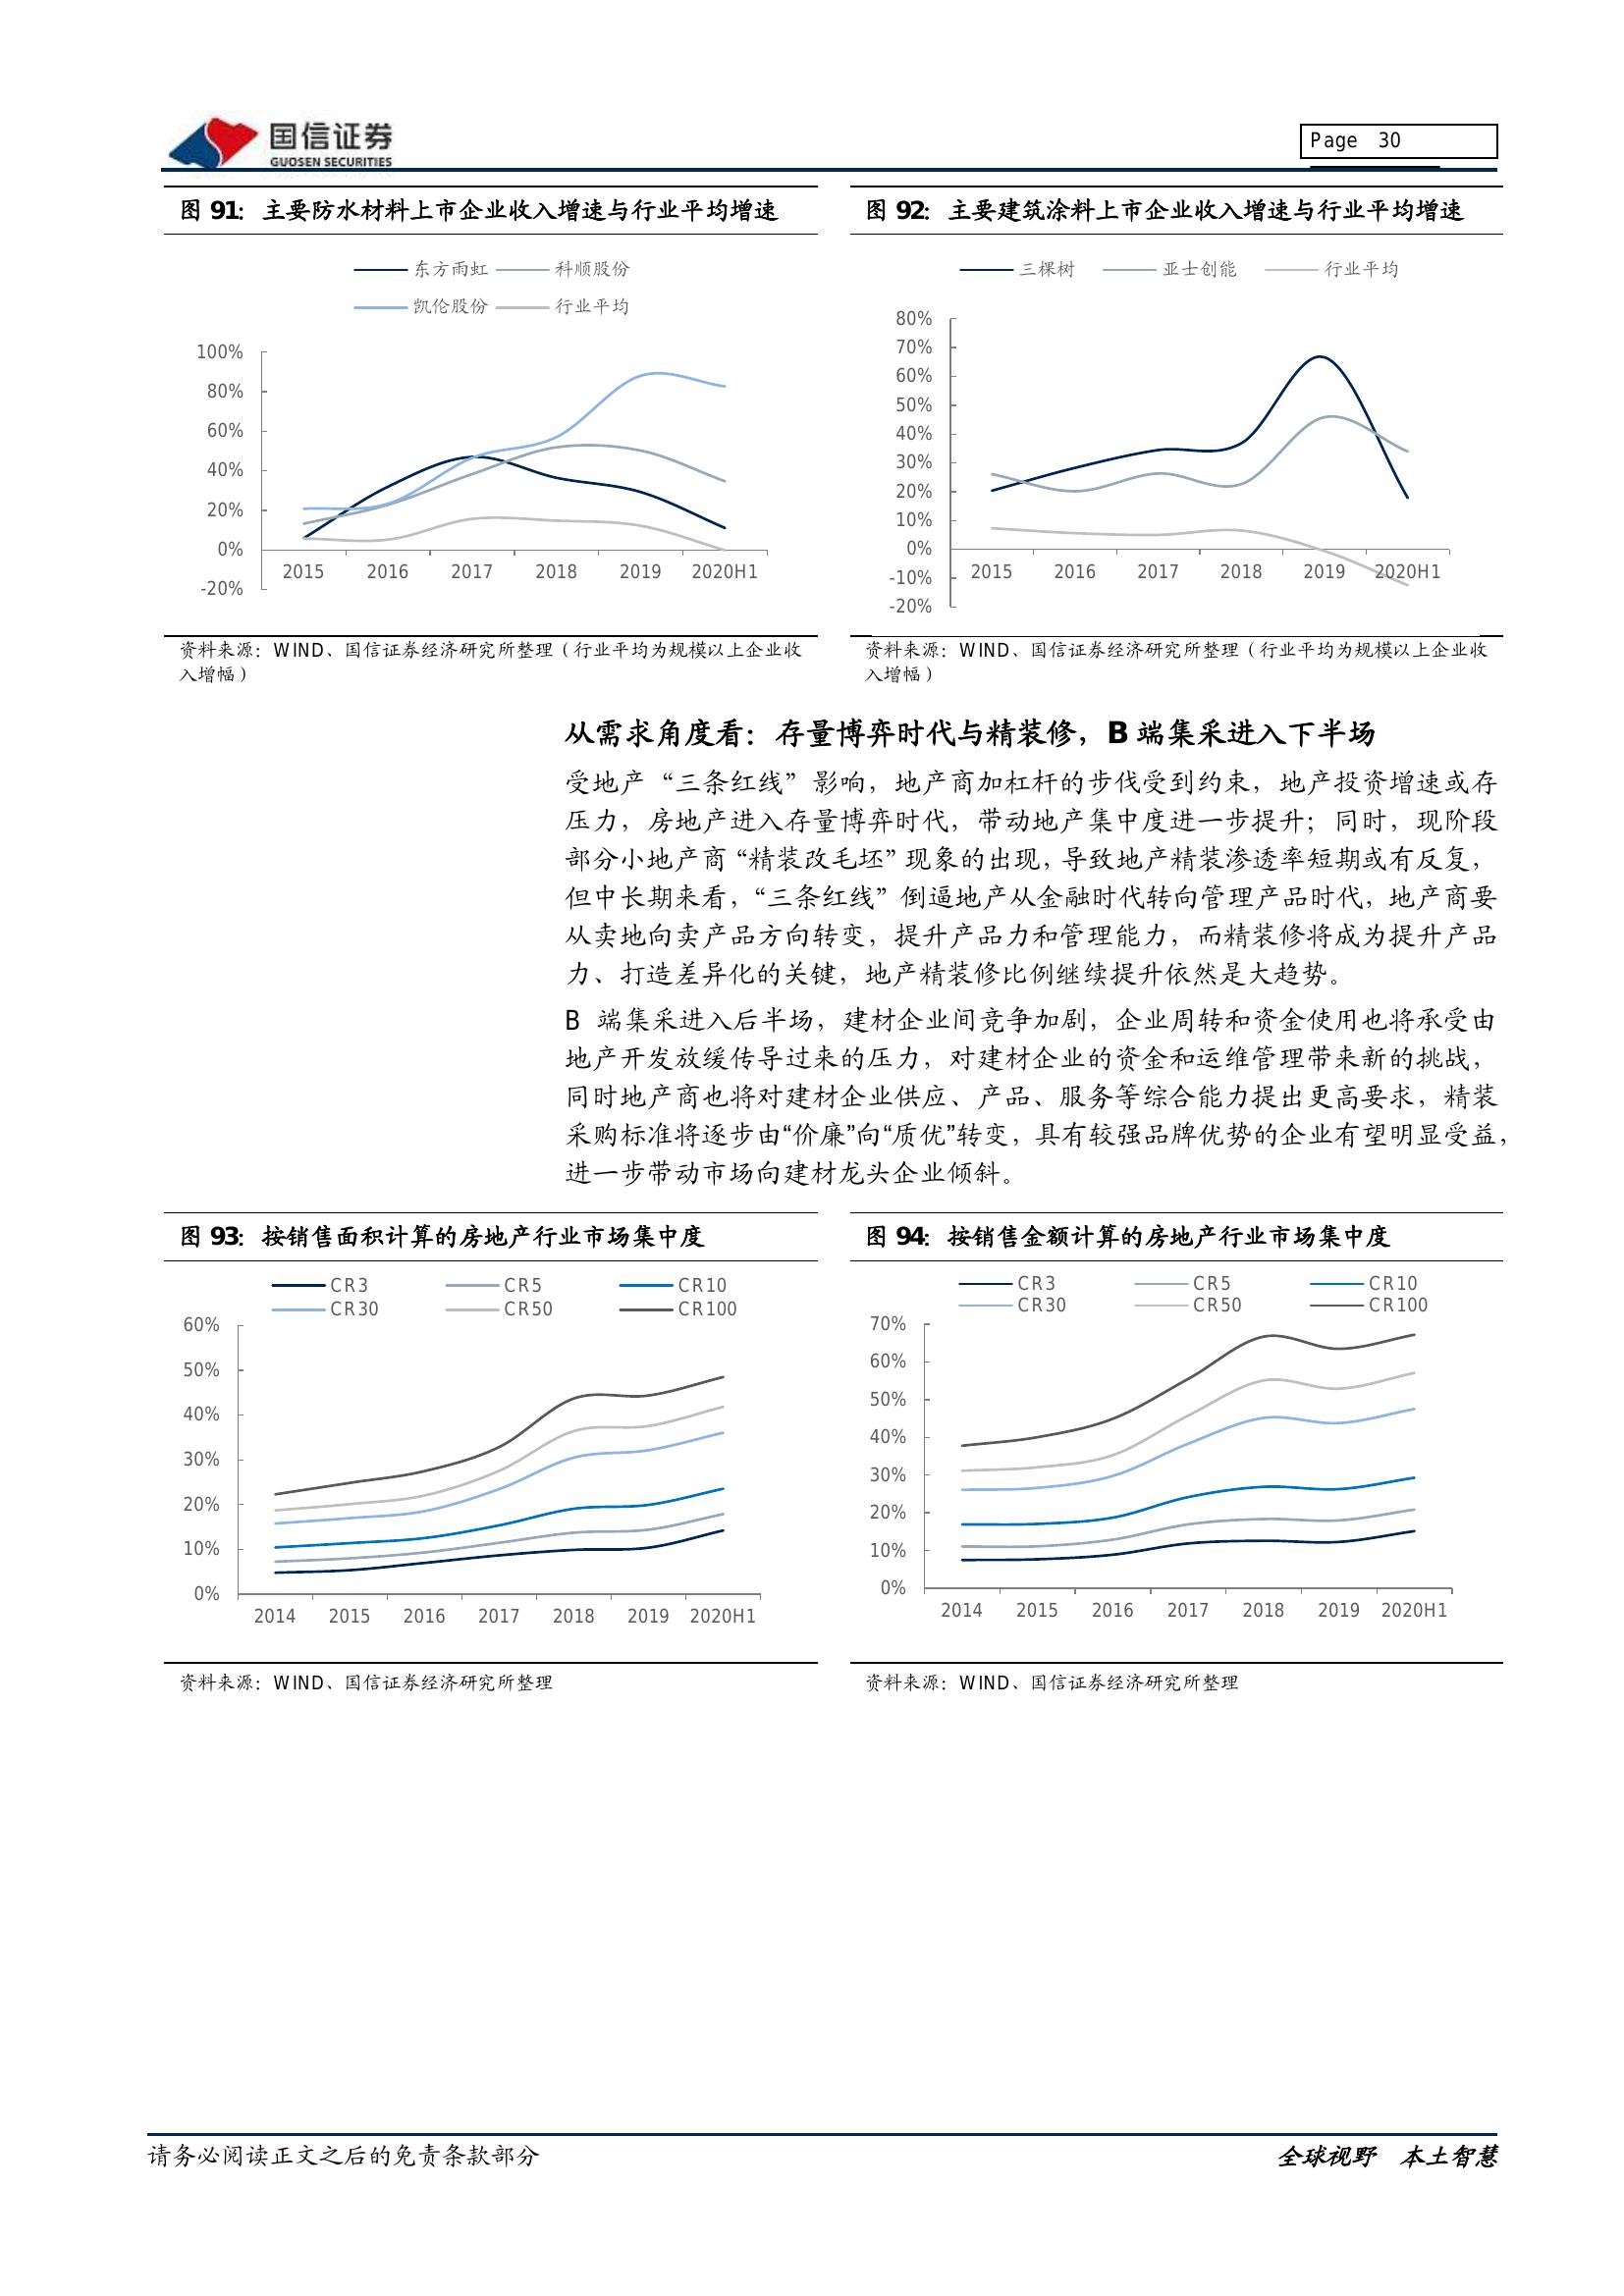 国信证券
GUOSEN SECURITIES
Page 30
图 91：主要防水材料上市企业收入增速与行业平均增速
东方雨虹 科顺股份
凯伦股份 行业平均
100%
80%
60%
40%
20%
0%
-20%
2015 2016 2017 2018 2019 2020H1
资料来源：WIND、国信证券经济研究所整理（行业平均为规模以上企业收
入增幅）
图 92：主要建筑涂料上市企业收入增速与行业平均增速
三棵树 亚士创能 行业平均
80%
70%
60%
50%
40%
30%
20%
10%
0%
-10%
-20%
2015 2016 2017 2018 2019 2020H1
资料来源：WIND、国信证券经济研究所整理（行业平均为规模以上企业收
入增幅）
从需求角度看：存量博弈时代与精装修，B 端集采进入下半场
受地产“三条红线”影响，地产商加杠杆的步伐受到约束，地产投资增速或存
压力，房地产进入存量博弈时代，带动地产集中度进一步提升；同时，现阶段
部分小地产商“精装改毛坯”现象的出现，导致地产精装渗透率短期或有反复，
但中长期来看，“三条红线”倒逼地产从金融时代转向管理产品时代，地产商要
从卖地向卖产品方向转变，提升产品力和管理能力，而精装修将成为提升产品
力、打造差异化的关键，地产精装修比例继续提升依然是大趋势。
B 端集采进入后半场，建材企业间竞争加剧，企业周转和资金使用也将承受由
地产开发放缓传导过来的压力，对建材企业的资金和运维管理带来新的挑战，
同时地产商也将对建材企业供应、产品、服务等综合能力提出更高要求，精装
采购标准将逐步由“价廉”向“质优”转变，具有较强品牌优势的企业有望明显受益，
进一步带动市场向建材龙头企业倾斜。
图 93：按销售面积计算的房地产行业市场集中度
CR3 CR5 CR10
CR30 CR50 CR100
60%
50%
40%
30%
20%
10%
0%
2014 2015 2016 2017 2018 2019 2020H1
资料来源：WIND、国信证券经济研究所整理
图 94：按销售金额计算的房地产行业市场集中度
CR3 CR5 CR10
CR30 CR50 CR100
70%
60%
50%
40%
30%
20%
10%
0%
2014 2015 2016 2017 2018 2019 2020H1
资料来源：WIND、国信证券经济研究所整理
请务必阅读正文之后的免责条款部分
全球视野 本土智慧